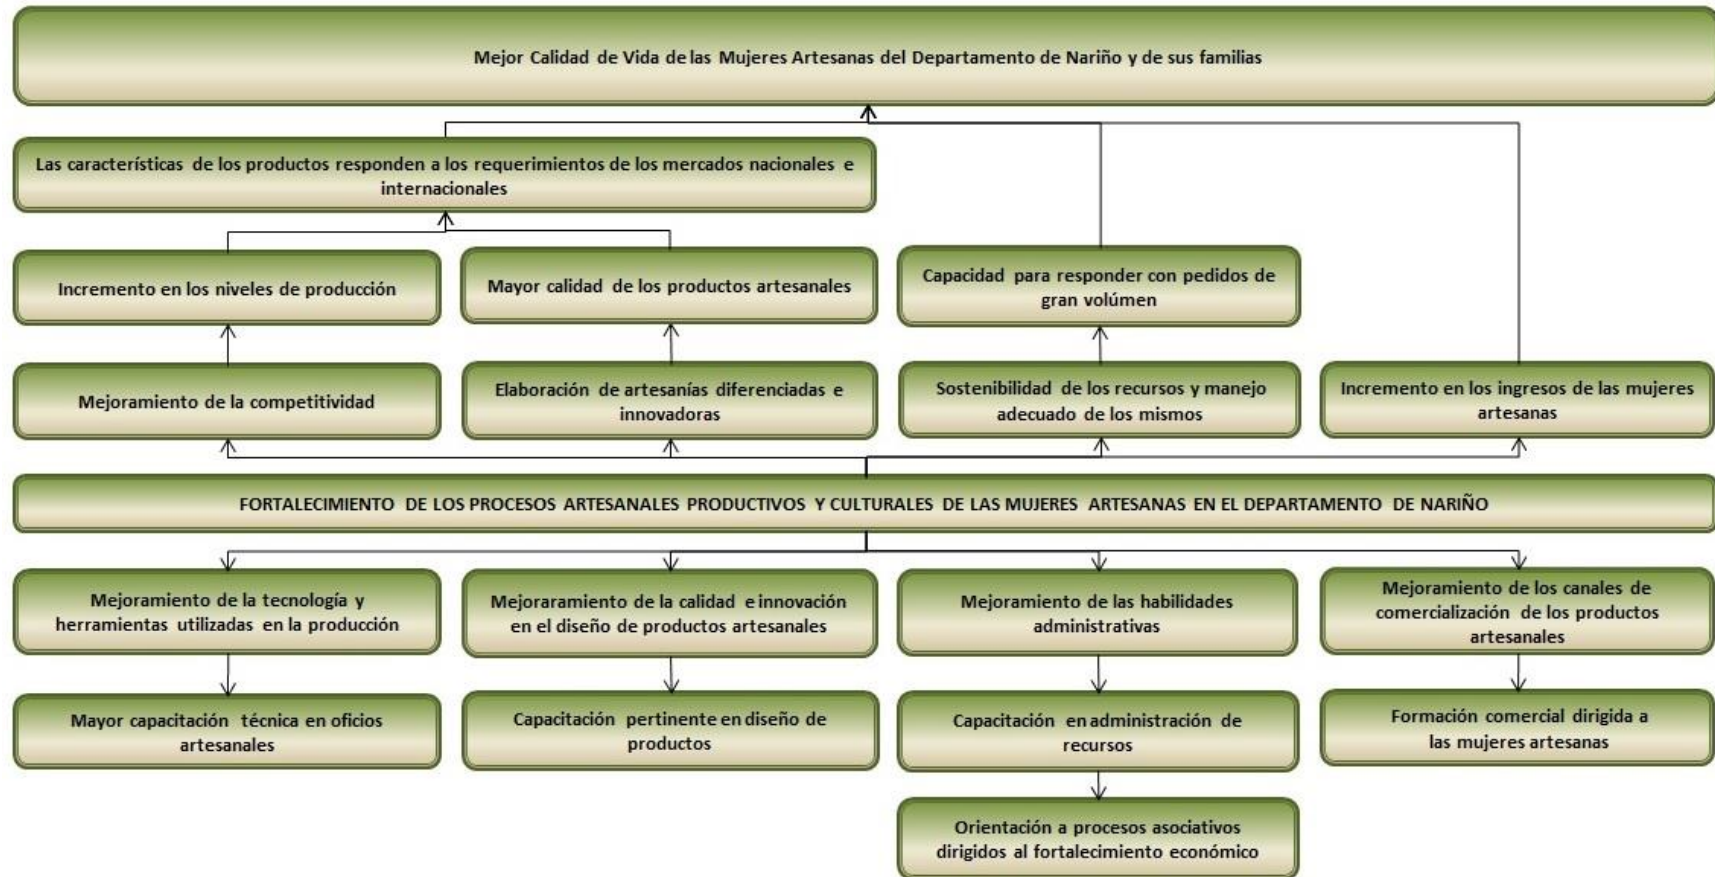 Mejor Calidad de Vida de las Mujeres Artesanas del Departamento de Nariño y de sus familias
Las características de los productos responden a los requerimientos de los mercados nacionales e
internacionales
Incremento en los niveles de producción
Mayor calidad de los productos artesanales
Capacidad para responder con pedidos de
gran volúmen
Mejoramiento de la competitividad
Elaboración de artesanías diferenciadas e
innovadoras
Sostenibilidad de los recursos y manejo
adecuado de los mismos
Incremento en los ingresos de las mujeres
artesanas
FORTALECIMIENTO DE LOS PROCESOS ARTESANALES PRODUCTIVOS Y CULTURALES DE LAS MUJERES ARTESANAS EN EL DEPARTAMENTO DE NARIÑO
Mejoramiento de la tecnología y
herramientas utilizadas en la producción
Mejoraramiento de la calidad e innovación
en el diseño de productos artesanales
Mejoramiento de las habilidades
administrativas
Mejoramiento de los canales de
comercialización de los productos
artesanales
Mayor capacitación técnica en oficios
artesanales
Capacitación pertinente en diseño de
productos
Capacitación en administración de
recursos
Formación comercial dirigida a
las mujeres artesanas
Orientación a procesos asociativos
dirigidos al fortalecimiento económico